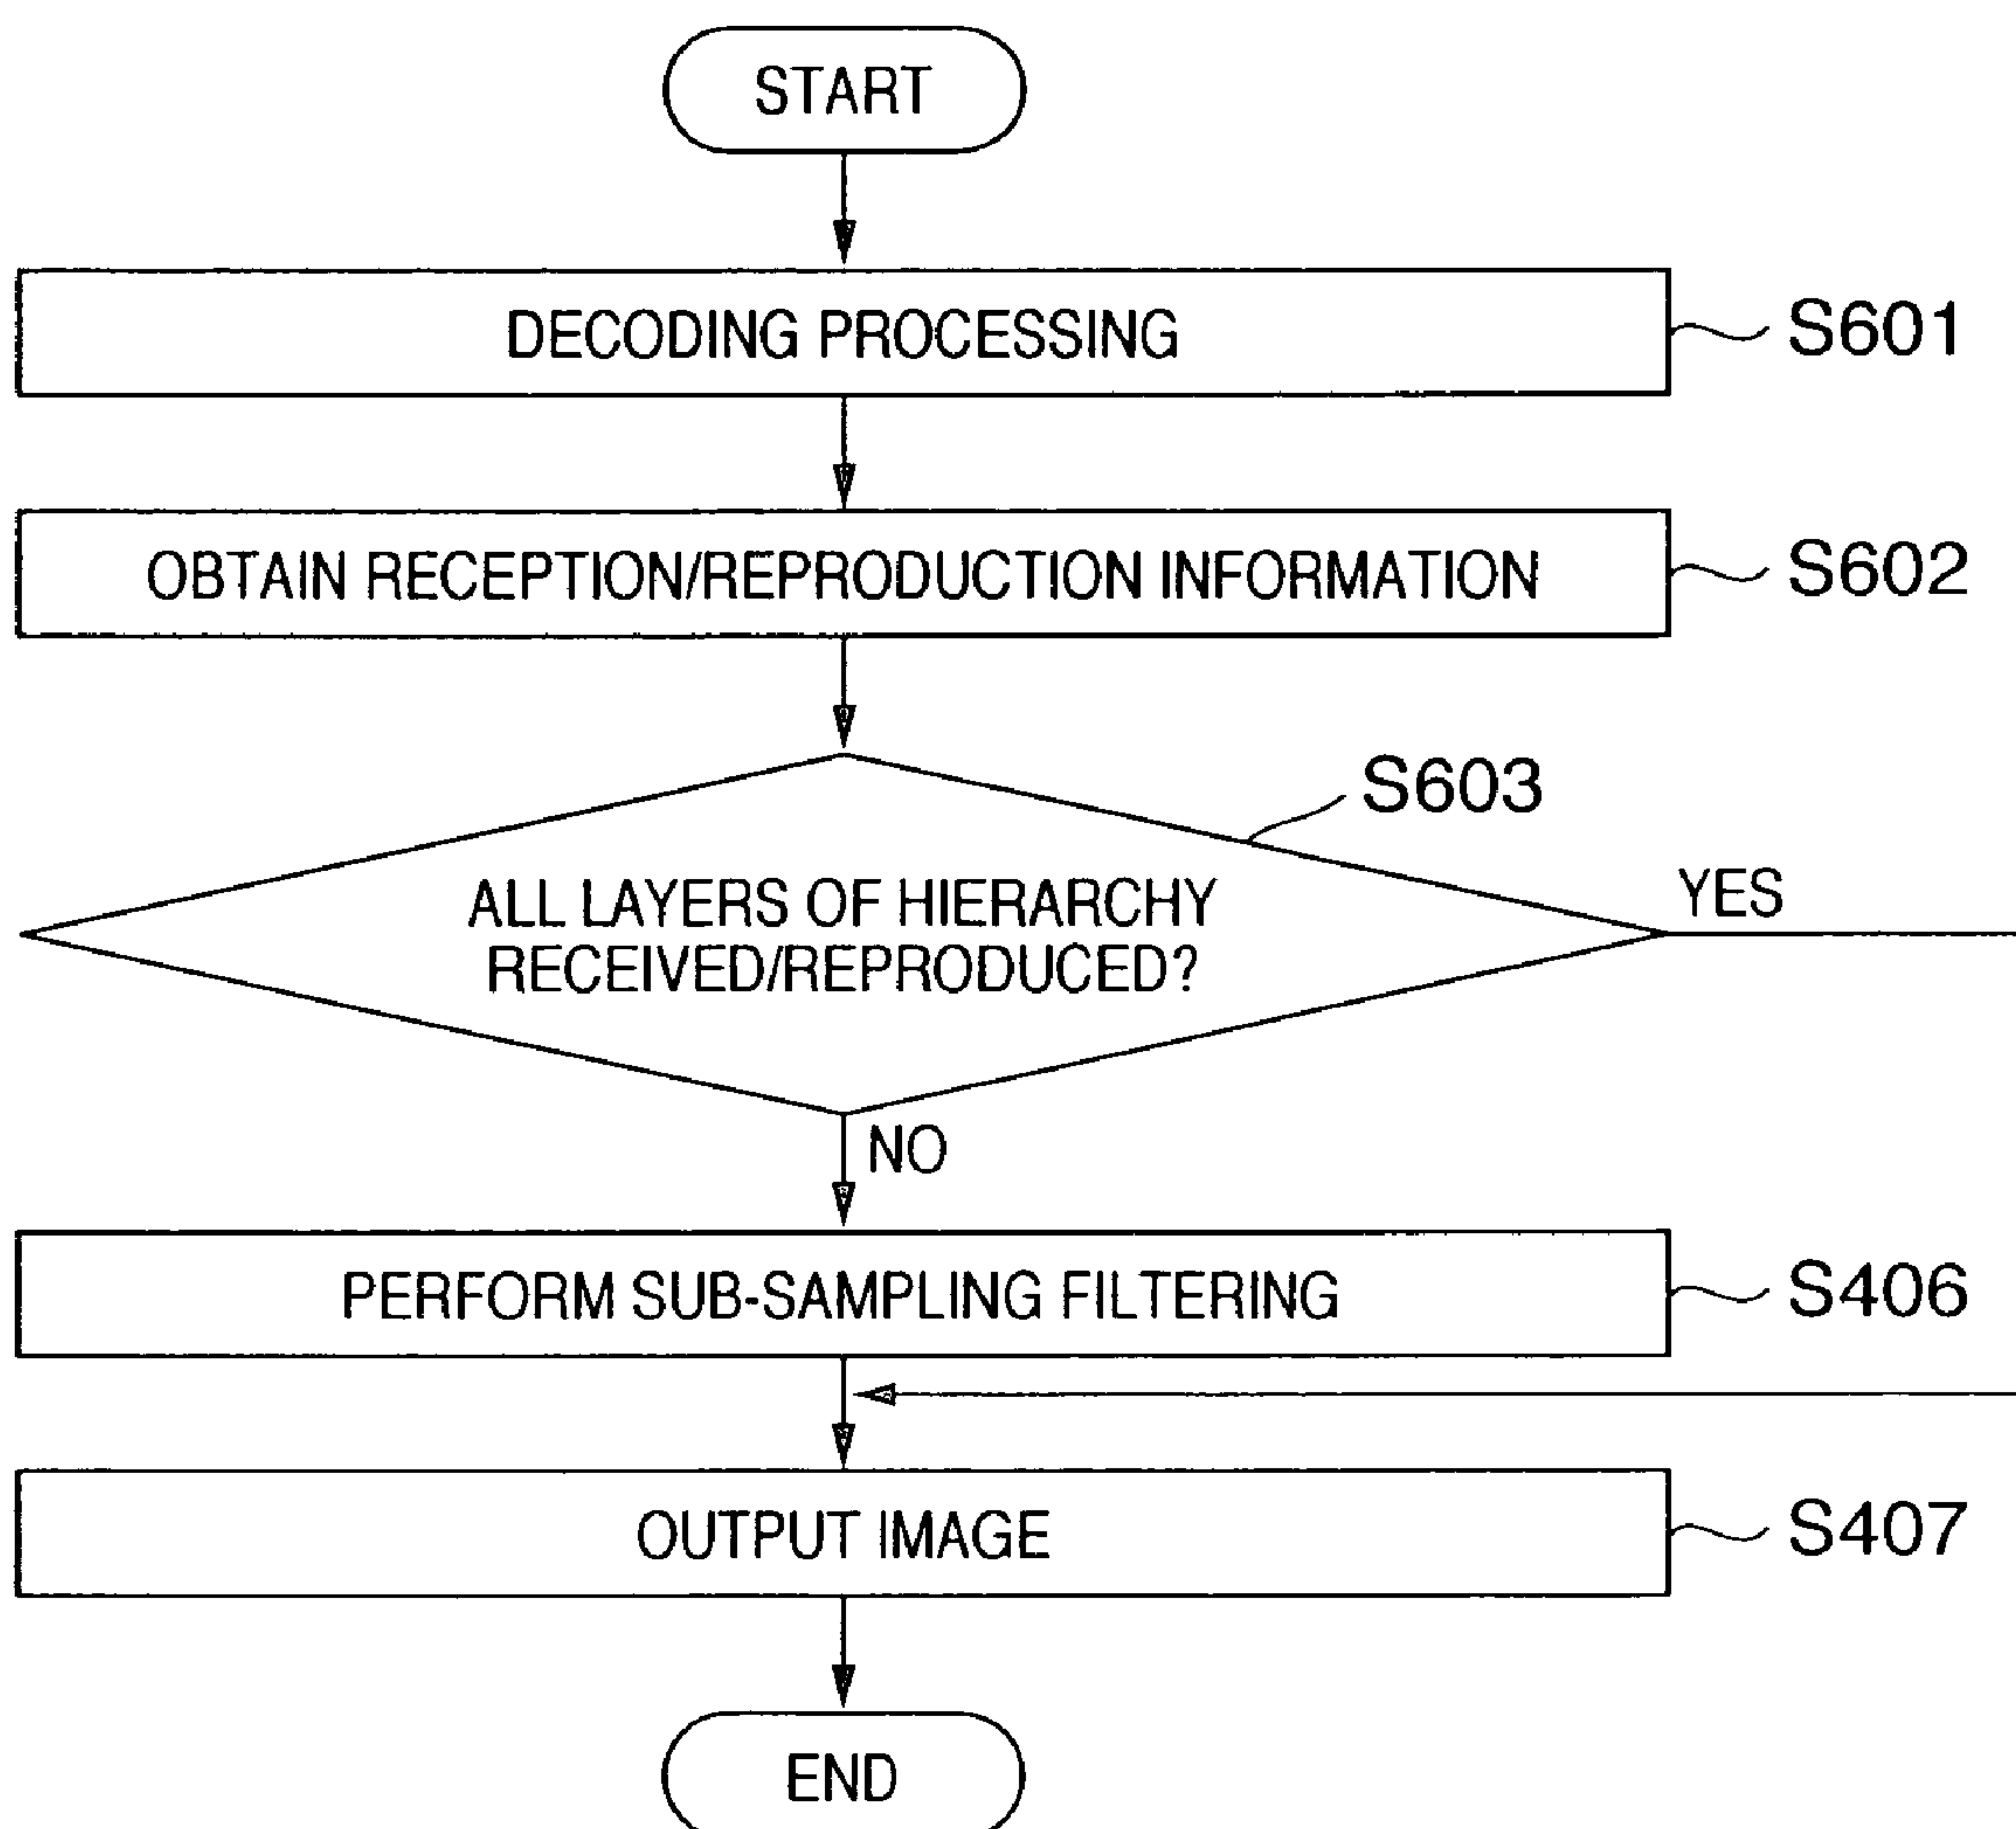 START
DECODING PROCESSING
S601
OBTAIN RECEPTION/REPRODUCTION INFORMATION
S602
S603
ALL LAYERS OF HIERARCHY
RECEIVED/REPRODUCED?
YES
NO
PERFORM SUB-SAMPLING FILTERING
S406
OUTPUT IMAGE
S407
END